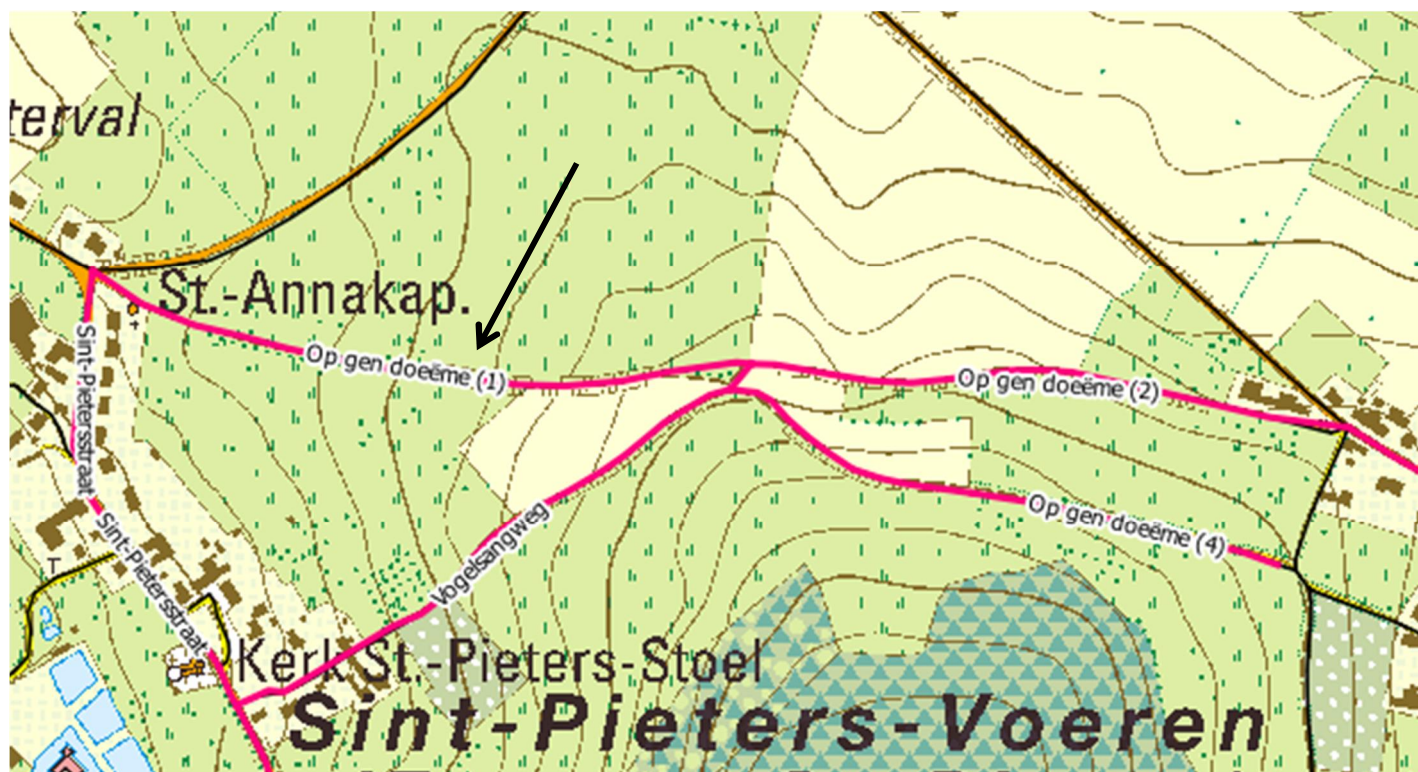 terval
St.-Annakap.
Op gen doeëme (1)
Op gen doeëme (2)
Sint-Pietersstraat
Op gen doeëme (4)
Vogelsangweg
Sint-Pietersstraat
T
Kerk St.-Pieters-Stoel
Sint-Pieters-Voeren